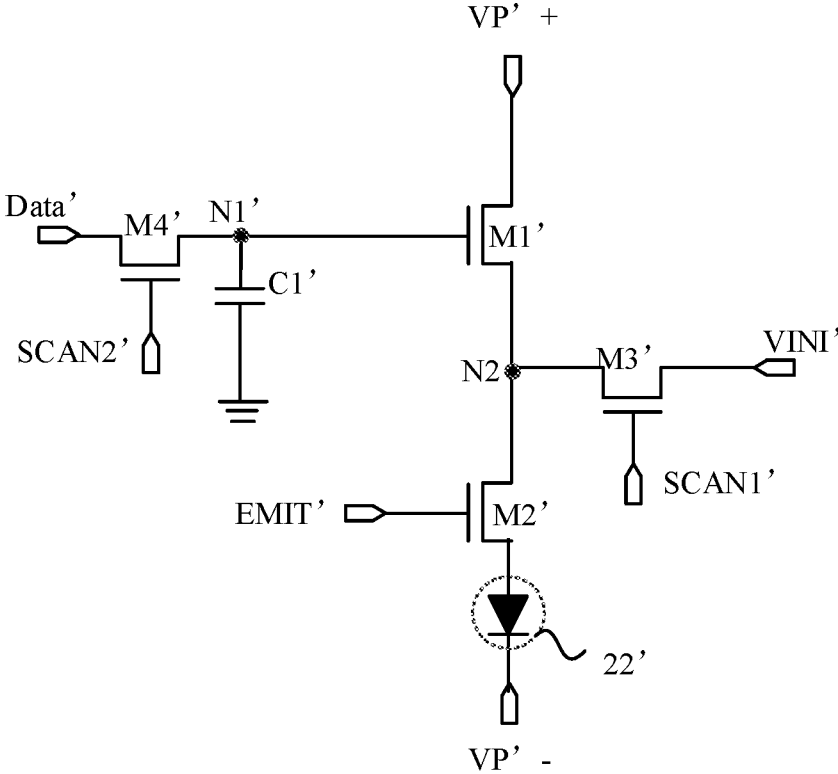 VP’ +
Data’
M4’
N1’
M1’
C1’
SCAN2’
N2
M3’
VINI’
SCAN1’
EMIT’
M2’
22’
VP’ -